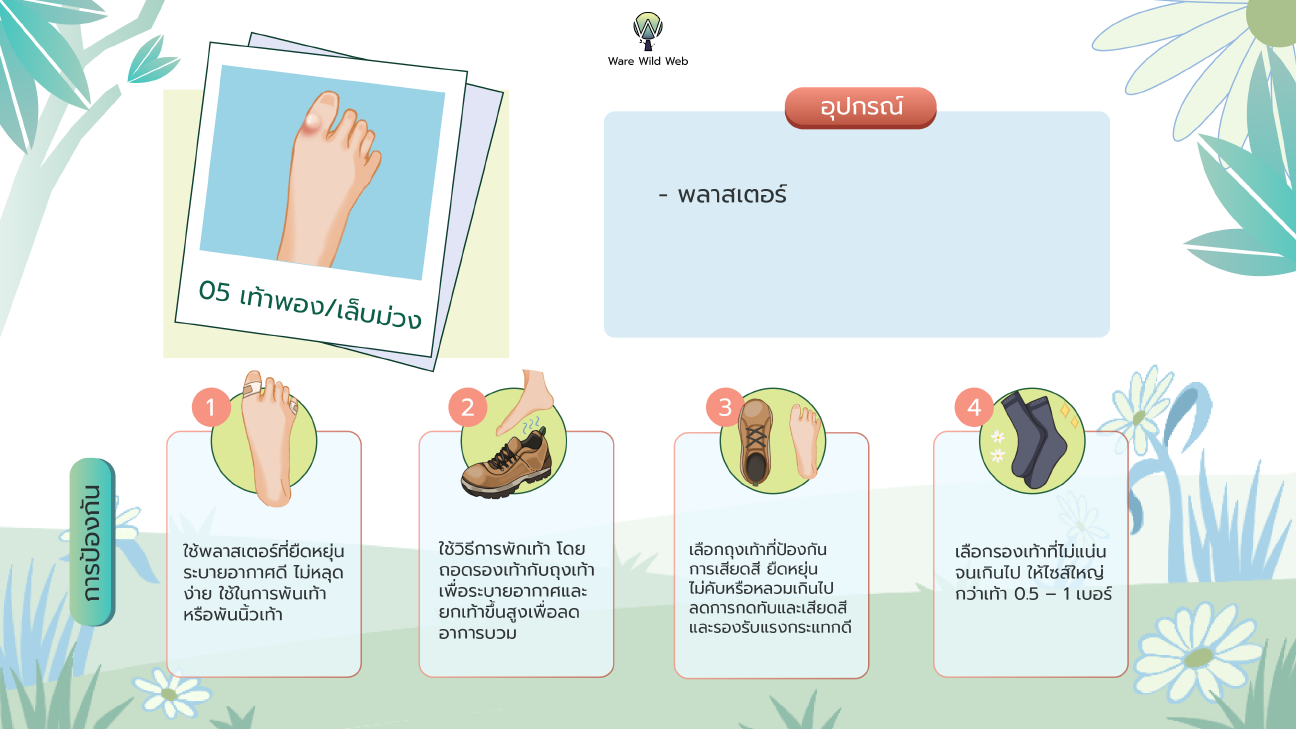 Ware Wild Web
อุปกรณ์
- พลาสเตอร์
05 เท้าพอง/เล็บม่วง
การป้องกัน
1
ใช้พลาสเตอร์ที่ยืดหยุ่น
ระบายอากาศดี ไม่หลุด
ง่าย ใช้ในการพันเท้า
หรือพันนิ้วเท้า
2
ใช้วิธีการพักเท้า โดย
ถอดรองเท้ากับถุงเท้า
เพื่อระบายอากาศและ
ยกเท้าขึ้นสูงเพื่อลด
อาการบวม
3
เลือกถุงเท้าที่ป้องกัน
การเสียดสี ยืดหยุ่น
ไม่คับหรือหลวมเกินไป
ลดการกดทับและเสียดสี
และรองรับแรงกระแทกดี
4
เลือกรองเท้าที่ไม่แน่น
จนเกินไป ให้ไซส์ใหญ่
กว่าเท้า 0.5 – 1 เบอร์